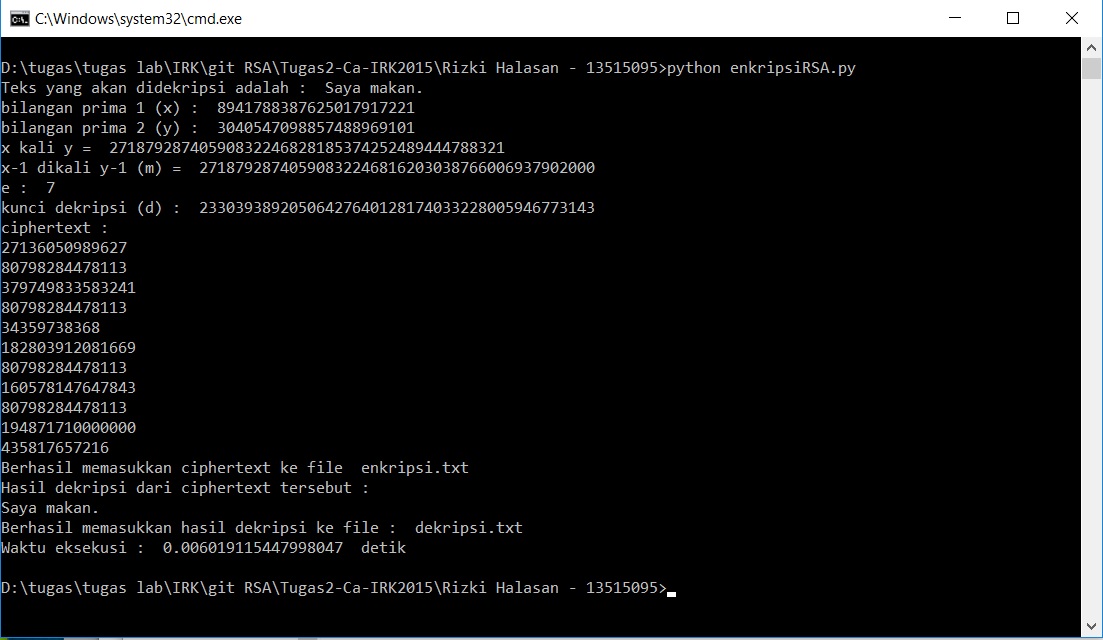 C:\Windows\system32\cmd.exe
D:\tugas\tugas lab\IRK\git RSA\Tugas2-Ca-IRK2015\Rizki Halasan - 13515095>python enkripsiRSA.py
Teks yang akan didekripsi adalah :  Saya makan.
bilangan prima 1 (x) :  8941788387625017917221
bilangan prima 2 (y) :  3040547098857488969101
x kali y =  27187928740590832246828185374252489444788321
x-1 dikali y-1 (m) =  27187928740590832246816203038766006937902000
e :  7
kunci dekripsi (d) :  23303938920506427640128174033228005946773143
ciphertext :
27136050989627
80798284478113
379749833583241
80798284478113
34359738368
182803912081669
80798284478113
160578147647843
80798284478113
194871710000000
435817657216
Berhasil memasukkan ciphertext ke file  enkripsi.txt
Hasil dekripsi dari ciphertext tersebut :
Saya makan.
Berhasil memasukkan hasil dekripsi ke file :  dekripsi.txt
Waktu eksekusi :  0.006019115447998047  detik
D:\tugas\tugas lab\IRK\git RSA\Tugas2-Ca-IRK2015\Rizki Halasan - 13515095>